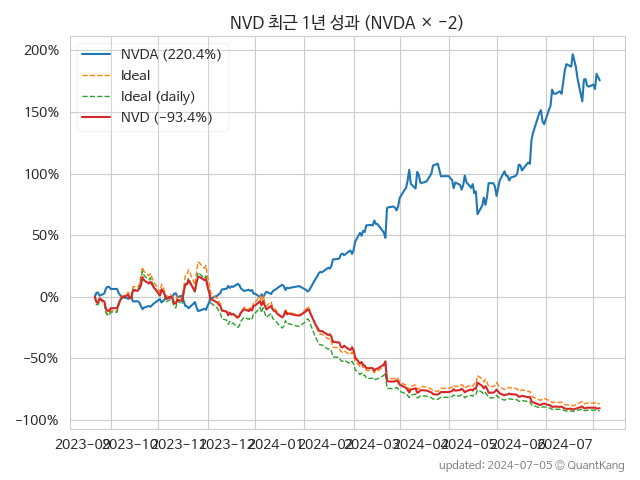 NVD 최근 1년 성과 (NVDA × −2)
NVDA (220.4%)
Ideal
Ideal (daily)
NVD (−93.4%)
200%
150%
100%
50%
0%
−50%
−100%
2023-09 2023-10 2023-11 2023-12 2024-01 2024-02 2024-03 2024-04 2024-05 2024-06 2024-07
updated: 2024-07-05 © QuantKang